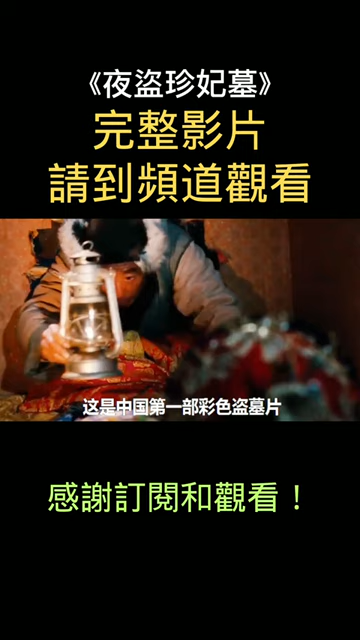 《夜盜珍妃墓》
完整影片
請到頻道觀看
这是中国第一部彩色盗墓片
感謝訂閱和觀看！